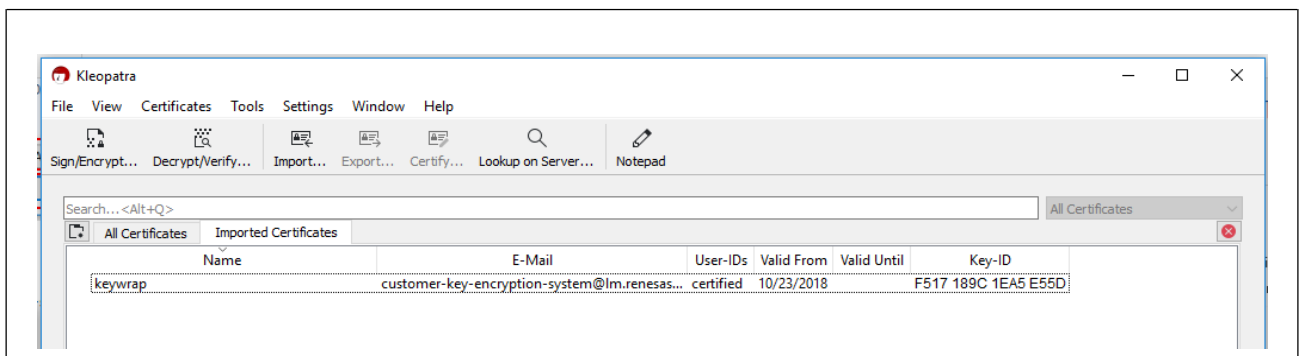 Kleopatra
File View Certificates Tools Settings Window Help
Sign/Encrypt... Decrypt/Verify... Import... Export... Certify... Lookup on Server... Notepad
Search...<Alt+Q> All Certificates
All Certificates Imported Certificates
Name E-Mail User-IDs Valid From Valid Until Key-ID
keywrap customer-key-encryption-system@lm.renesas... certified 10/23/2018 F517 189C 1EA5 E55D